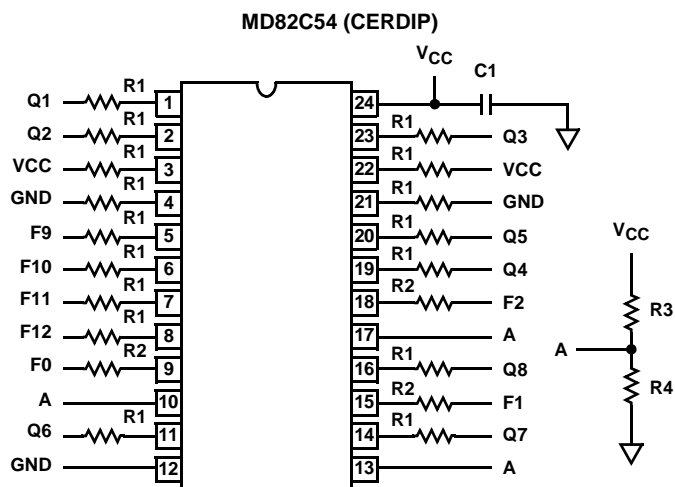 MD82C54 (CERDIP)
VCC
C1
Q1 R1 1
Q2 R1 2
VCC R1 3
GND R1 4
F9 R1 5
F10 R1 6
F11 R1 7
F12 R1 8
F0 R2 9
A 10
Q6 R1 11
GND 12
24
23 R1 Q3
22 R1 VCC
21 R1 GND
20 R1 Q5
19 R1 Q4
18 R2 F2
17 A
16 R1 Q8
15 R2 F1
14 R1 Q7
13 A
VCC
R3
A
R4